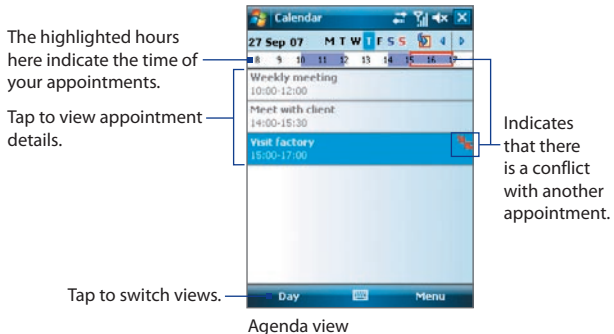 The highlighted hours
here indicate the time of
your appointments.
Tap to view appointment
details.
Tap to switch views.
Calendar
27 Sep 07 M T W T F S S
8 9 10 11 12 13 14 15 16 17
Weekly meeting
10:00-12:00
Meet with client
14:00-15:30
Visit factory
15:00-17:00
Day Menu
Indicates
that there
is a conflict
with another
appointment.
Agenda view